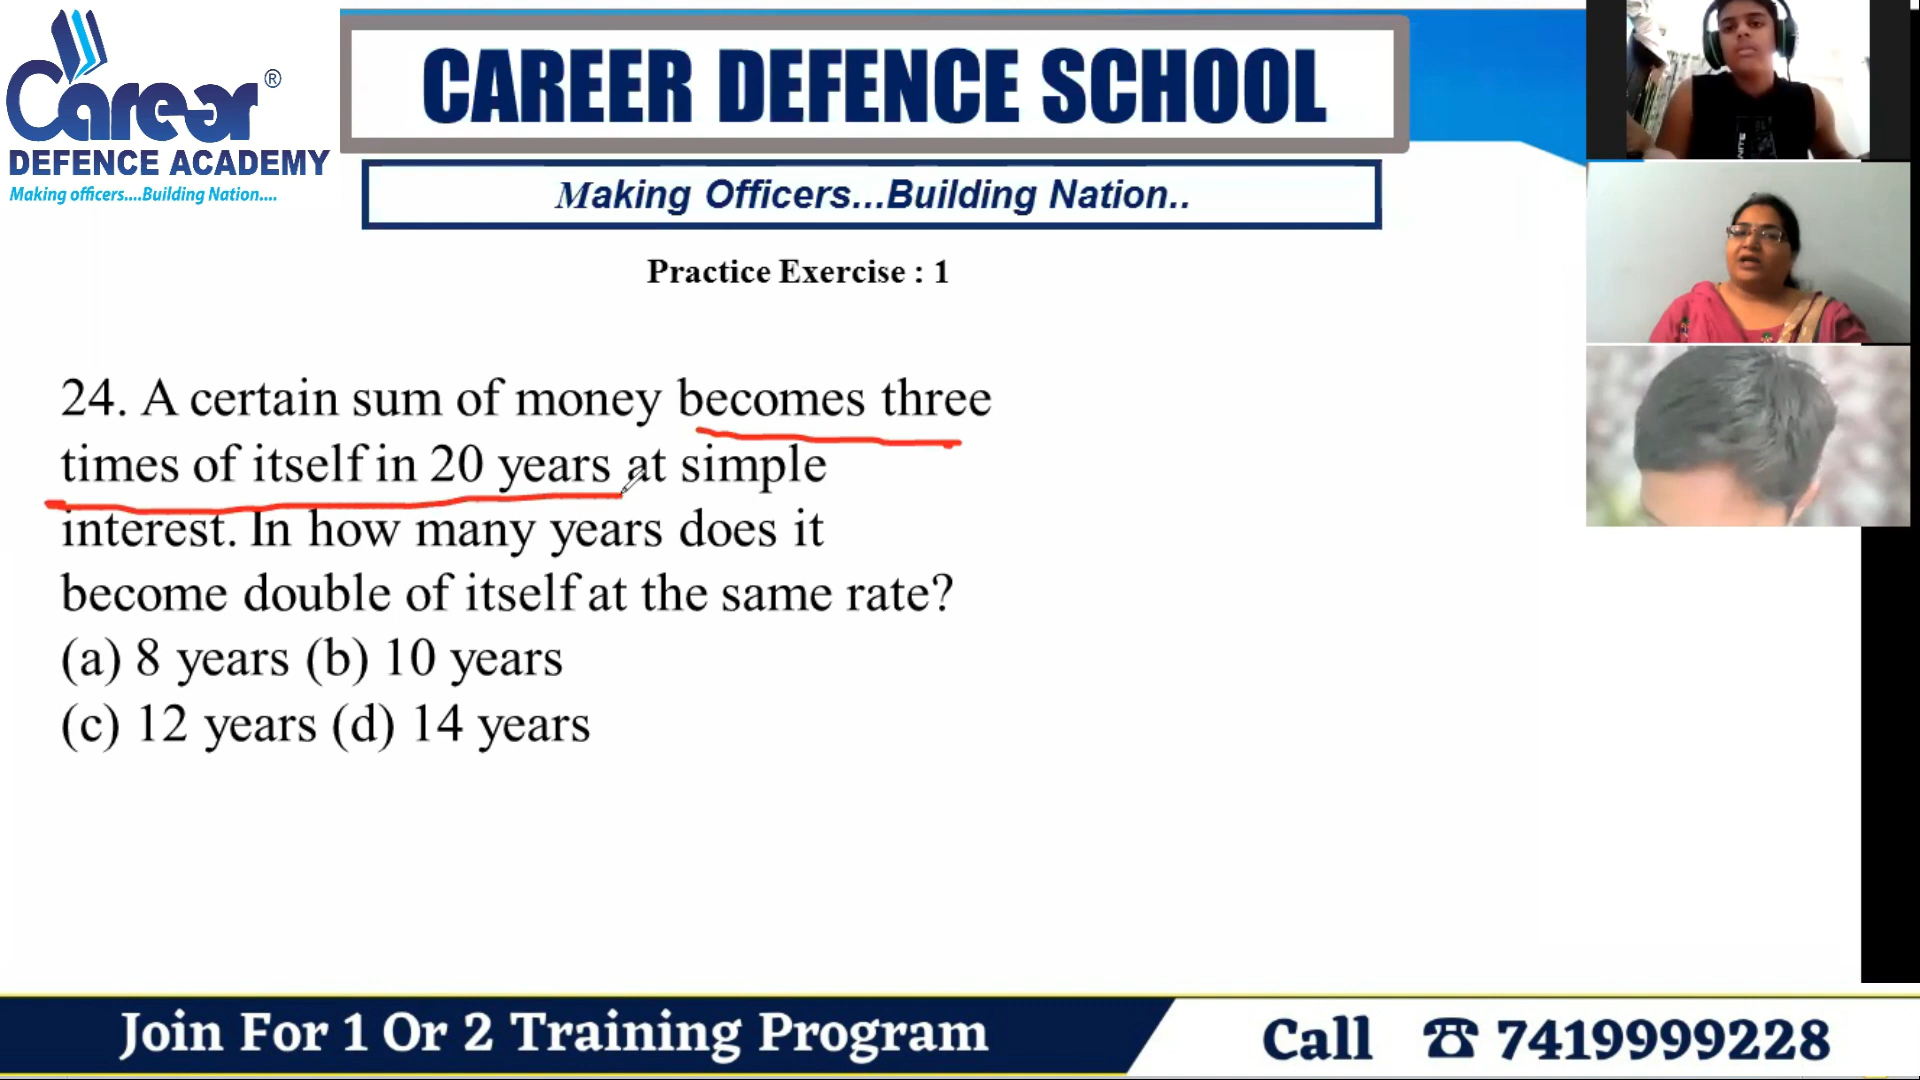 Career®
DEFENCE ACADEMY
Making officers....Building Nation....
CAREER DEFENCE SCHOOL
Making Officers...Building Nation..
Practice Exercise : 1
24. A certain sum of money becomes three
times of itself in 20 years at simple
interest. In how many years does it
become double of itself at the same rate?
(a) 8 years (b) 10 years
(c) 12 years (d) 14 years
Join For 1 Or 2 Training Program
Call ☎ 7419999228